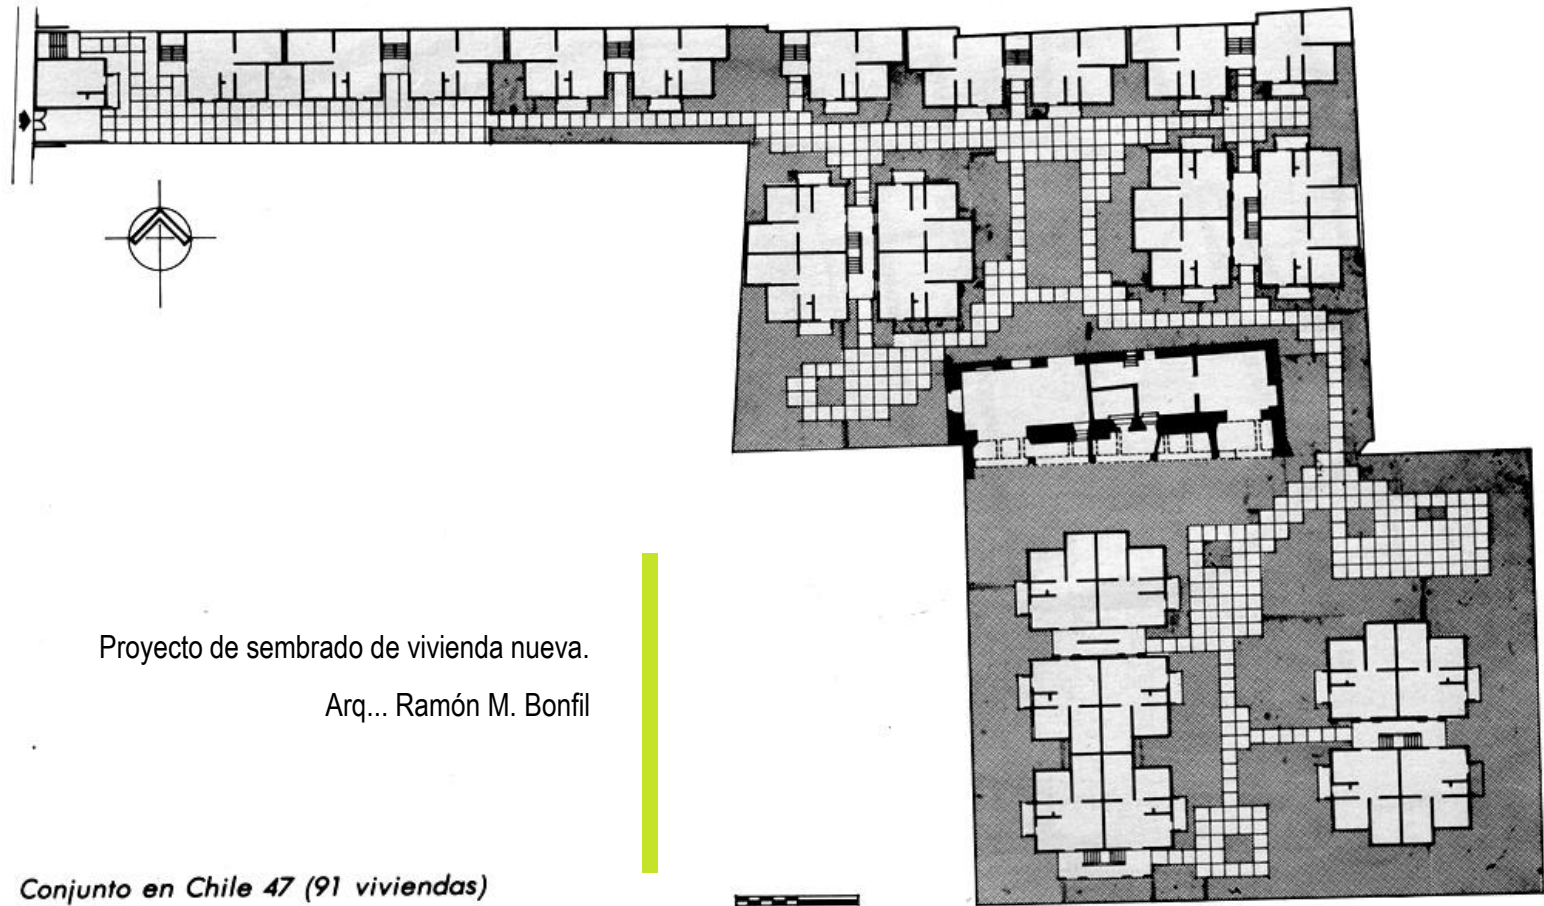 Proyecto de sembrado de vivienda nueva.
Arq... Ramón M. Bonfil
Conjunto en Chile 47 (91 viviendas)